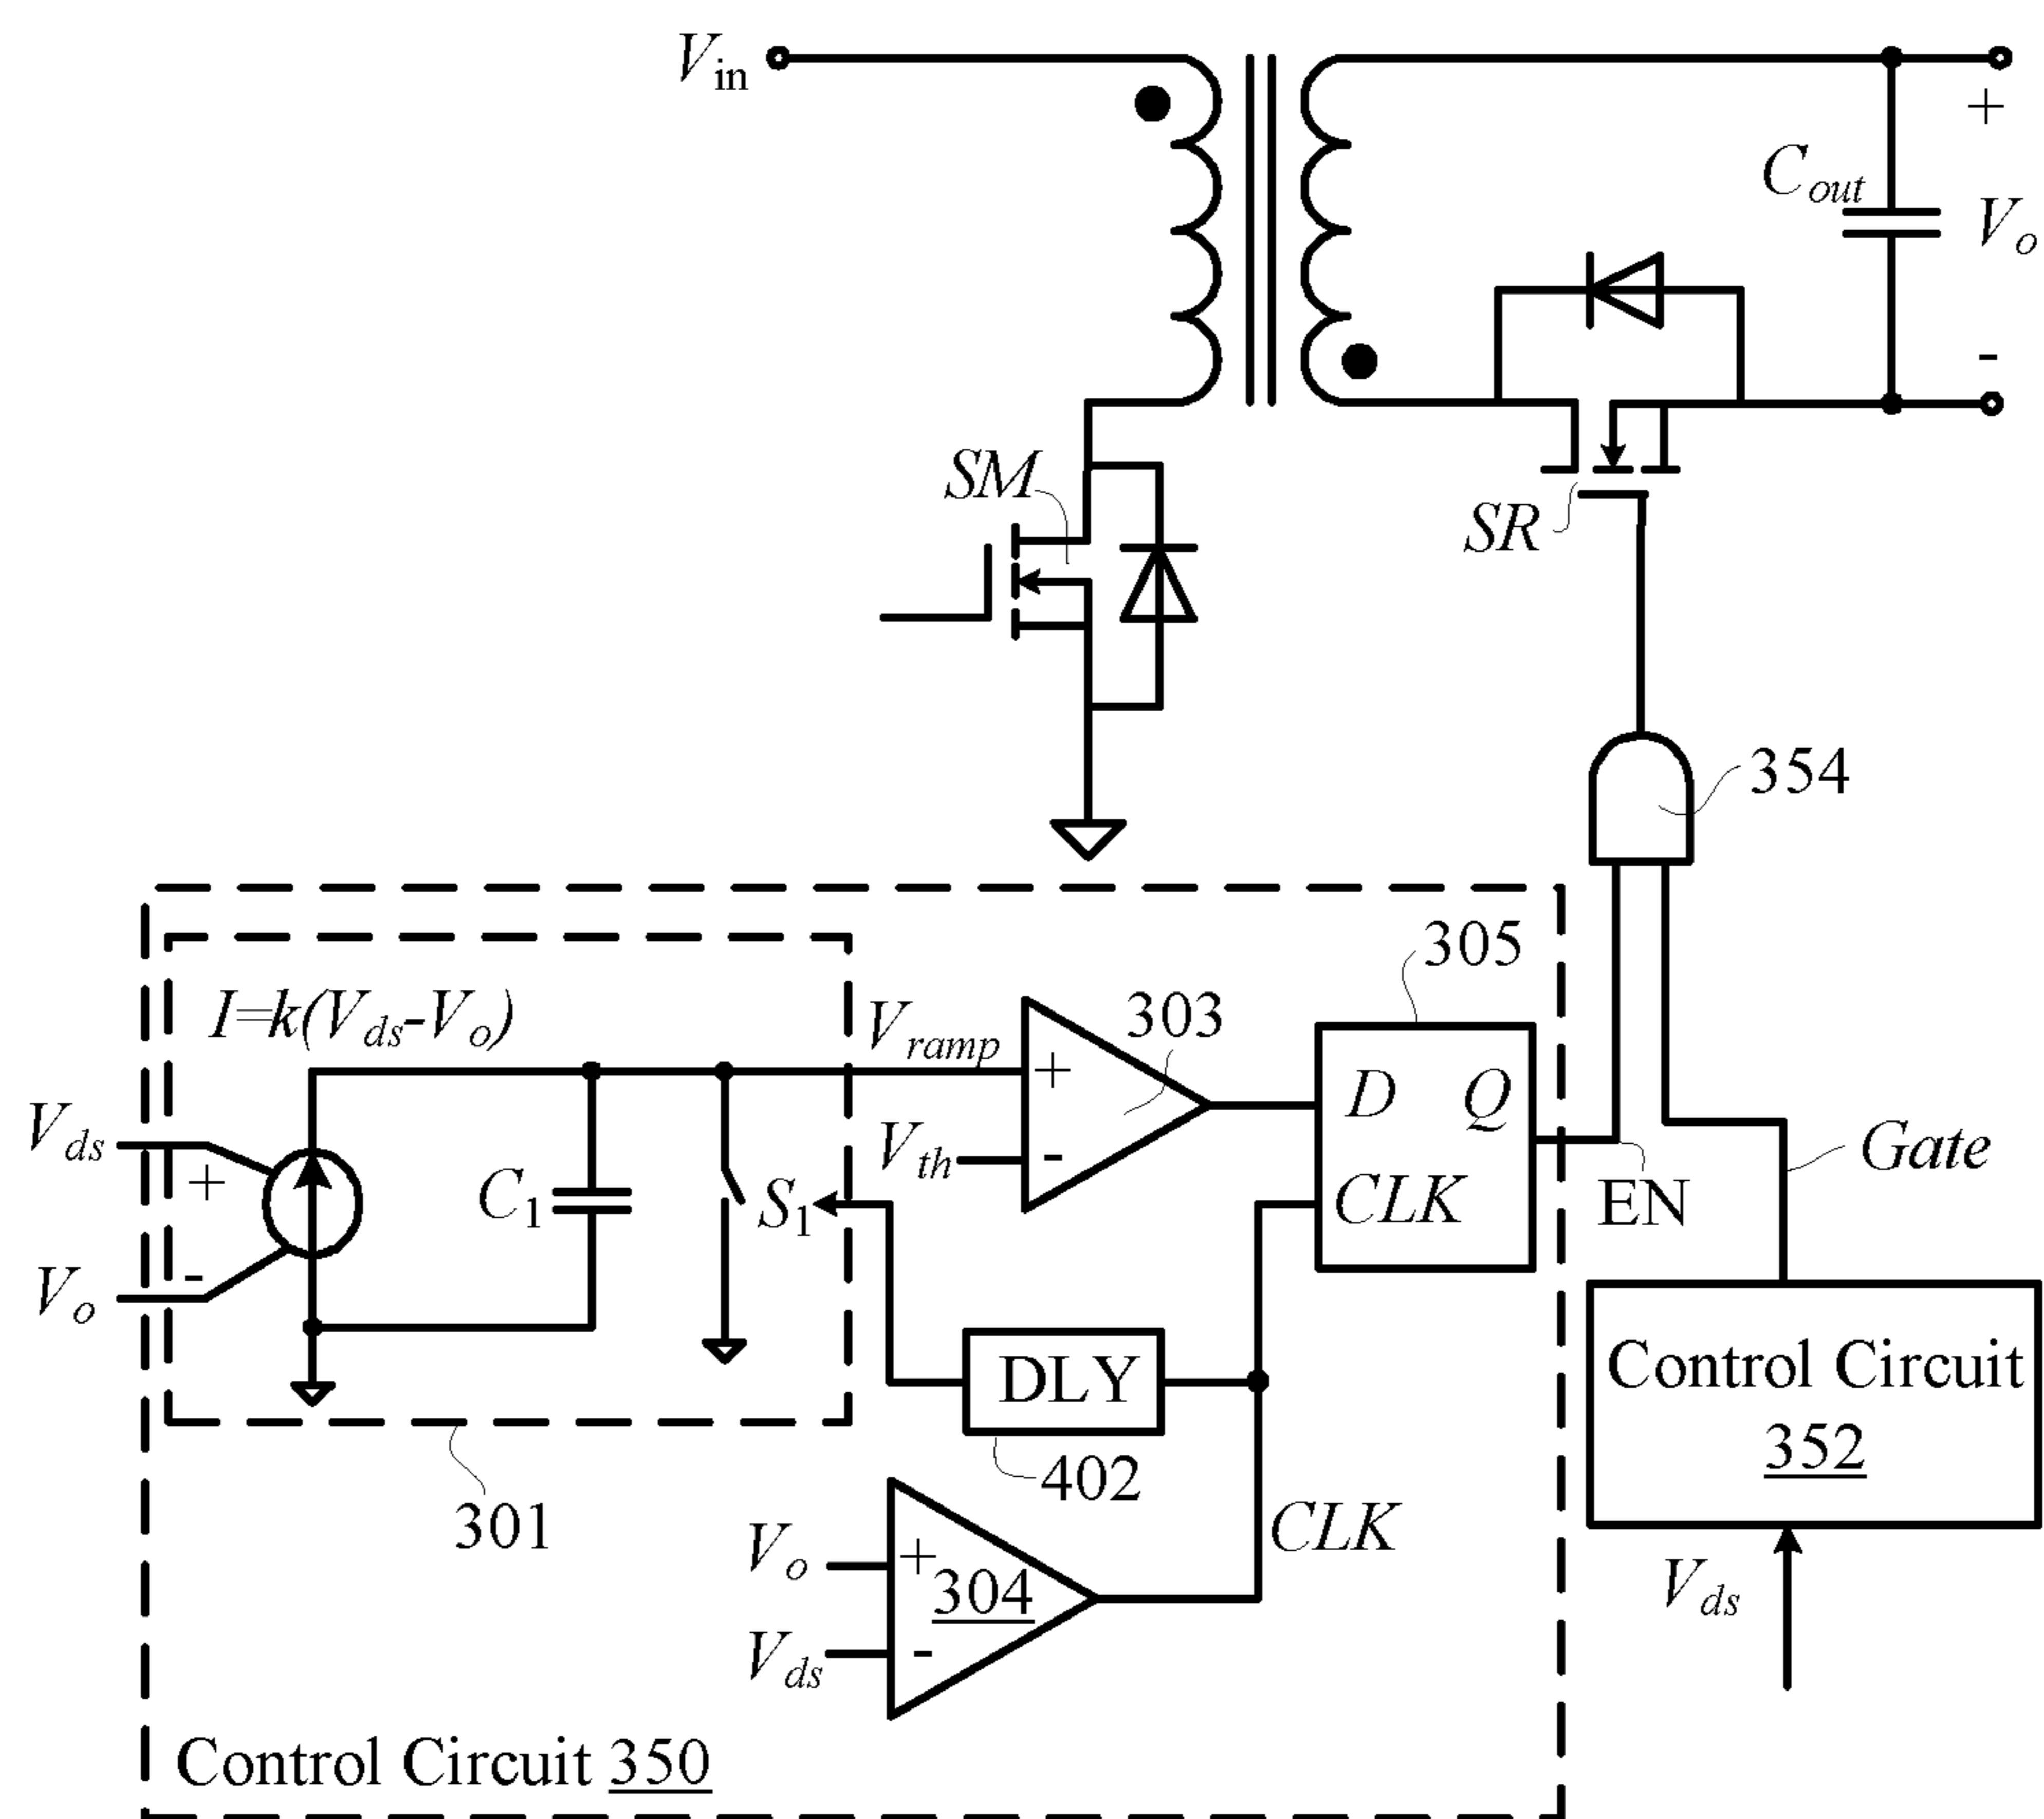 Vin
+
Cout
Vo
-
SM
SR
354
305
I=k(Vds-Vo)
Vramp
303
+
D
Q
Vds
+
Vth
-
Gate
C1
S1
CLK
EN
Vo
-
DLY
Control Circuit
352
402
301
CLK
Vo
+
304
Vds
-
Vds
Control Circuit 350